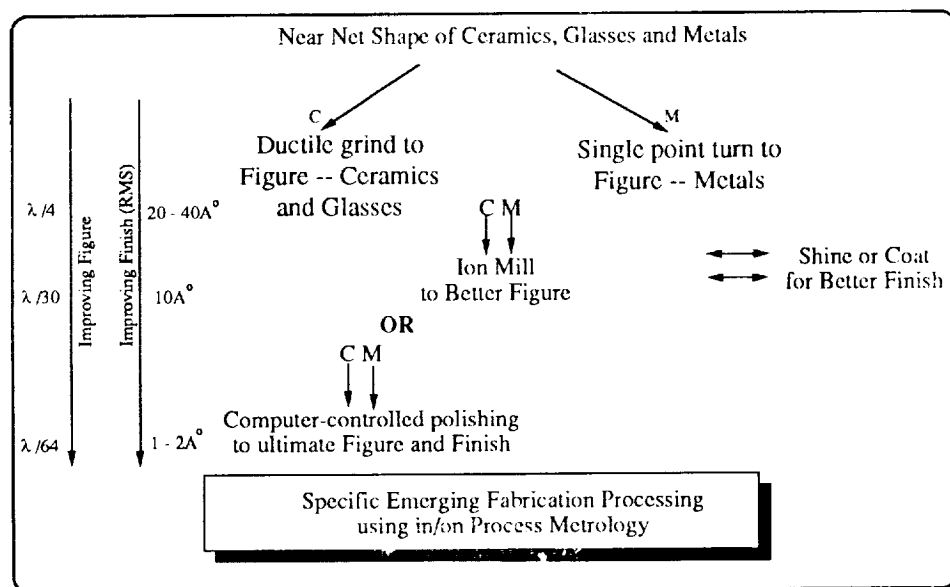 Near Net Shape of Ceramics, Glasses and Metals
C
M
Ductile grind to
Figure -- Ceramics
and Glasses
Single point turn to
Figure -- Metals
λ/4
Improving Figure
Improving Finish (RMS)
20 - 40A°
C M
Ion Mill
to Better Figure
Shine or Coat
for Better Finish
λ/30
10A°
OR
C M
Computer-controlled polishing
to ultimate Figure and Finish
λ/64
1 - 2A°
Specific Emerging Fabrication Processing
using in/on Process Metrology